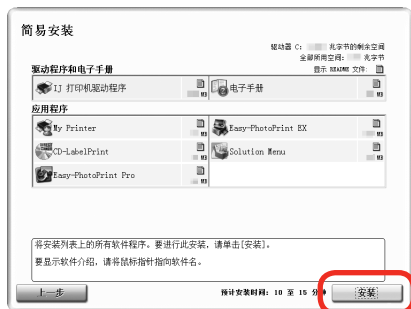 简易安装
驱动器 C: 兆字节的剩余空间
全部所用空间: 兆字节
显示 README 文件:
驱动程序和电子手册
IJ 打印机驱动程序 MB
电子手册 MB
应用程序
My Printer MB
Easy-PhotoPrint EX MB
CD-LabelPrint MB
Solution Menu MB
Easy-PhotoPrint Pro MB
将安装列表上的所有软件程序。要进行此安装，请单击[安装]。
要显示软件介绍，请将鼠标指针指向软件名。
上一步
预计安装时间: 10 至 15 分钟
安装